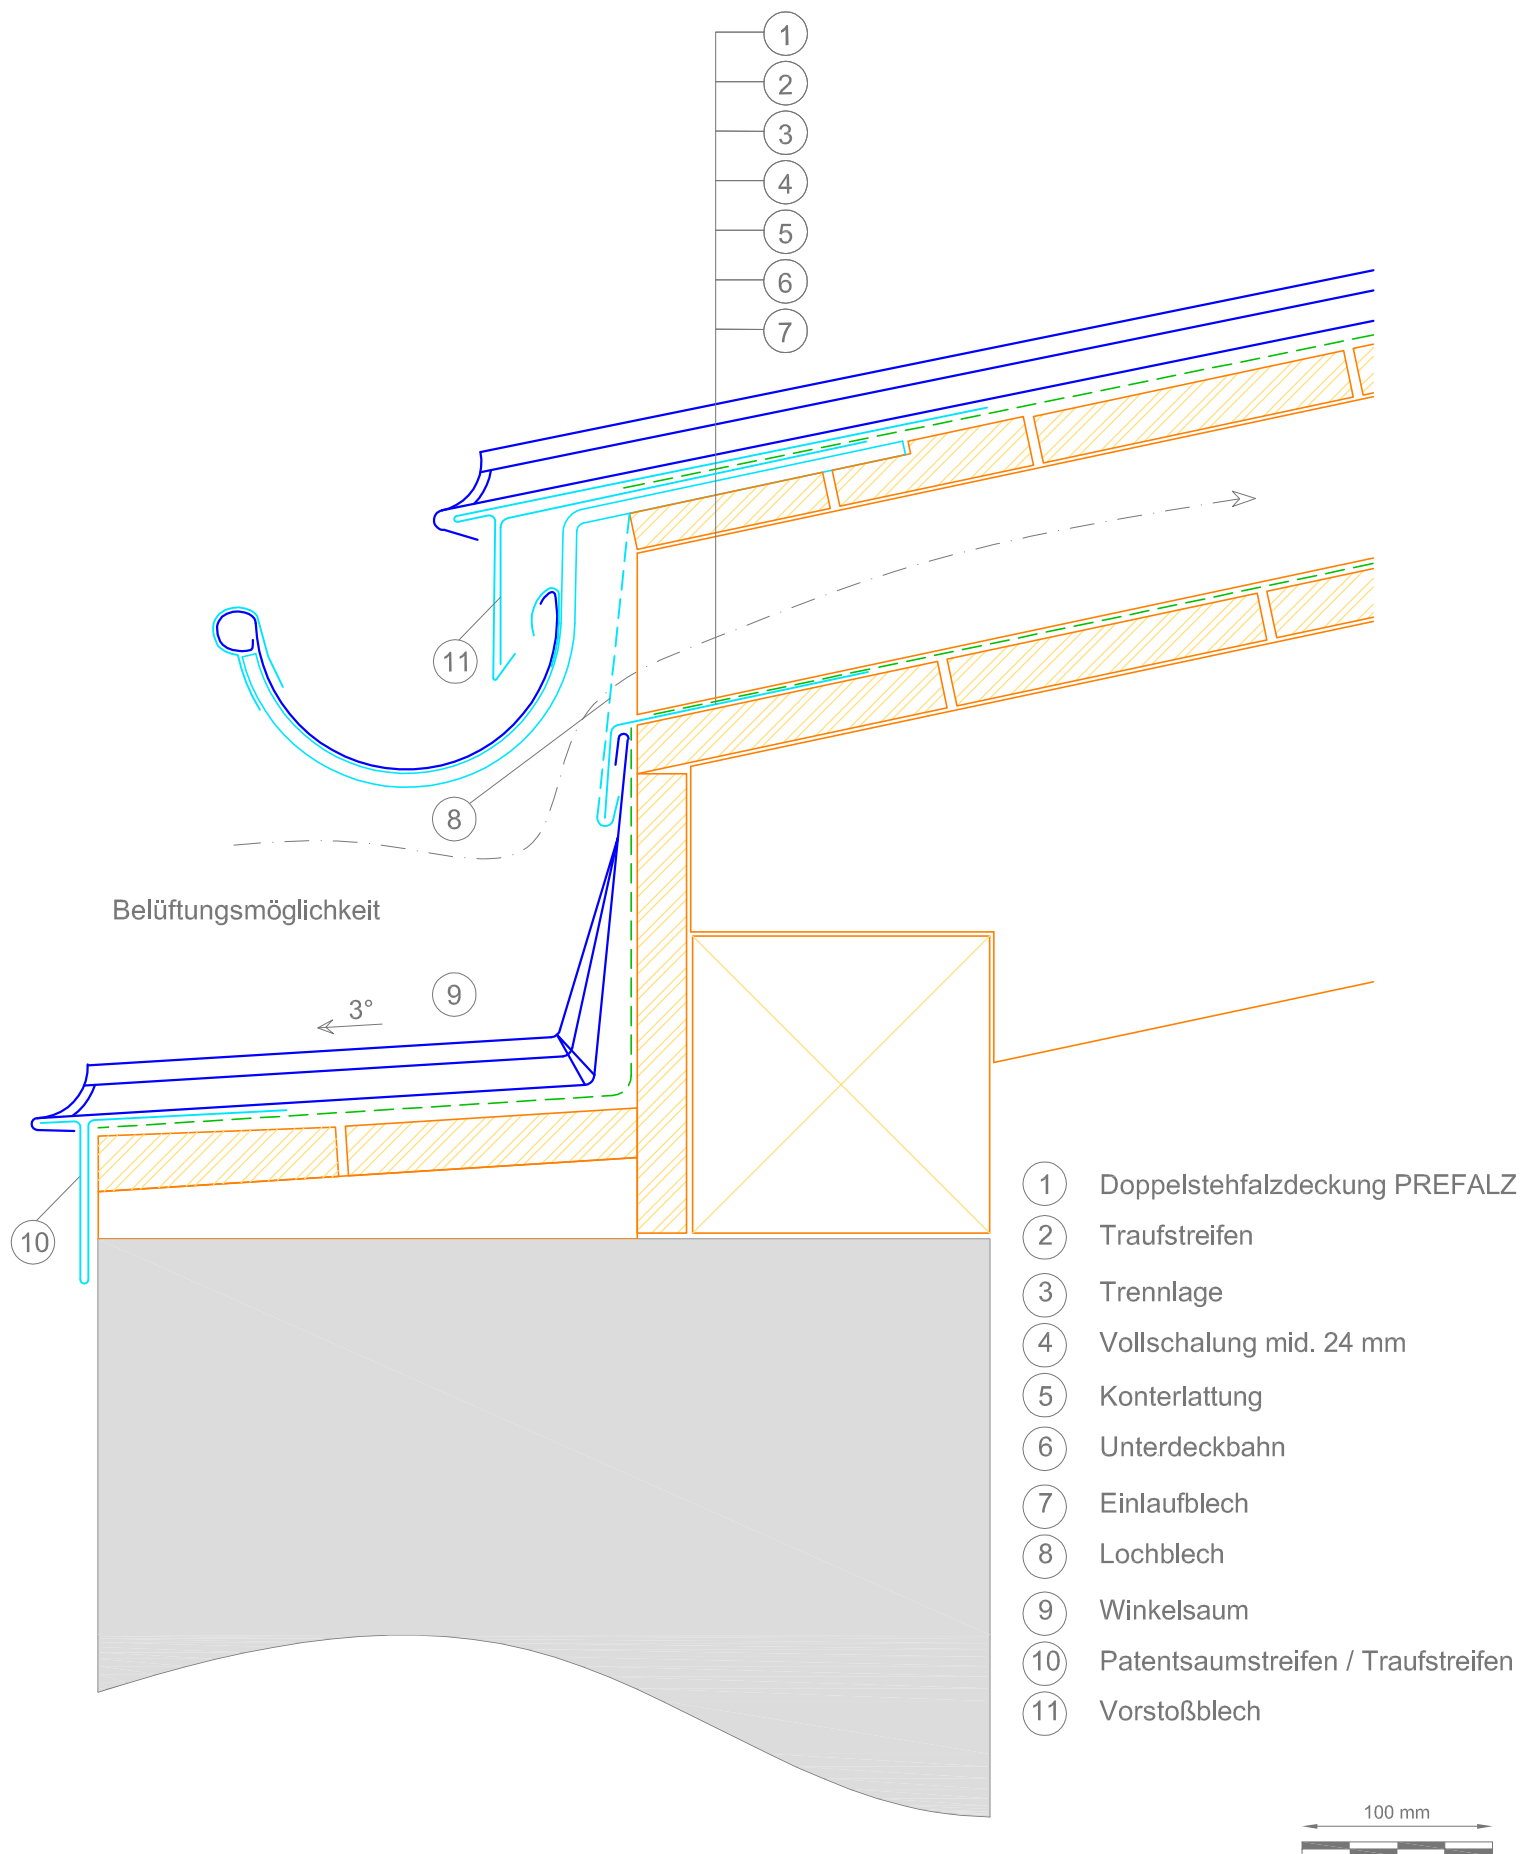 1
2
3
4
5
6
7
11
8
Belüftungsmöglichkeit
9
3°
10
1 Doppelstehfalzdeckung PREFALZ
2 Traufstreifen
3 Trennlage
4 Vollschalung mid. 24 mm
5 Konterlattung
6 Unterdeckbahn
7 Einlaufblech
8 Lochblech
9 Winkelsaum
10 Patentsaumstreifen / Traufstreifen
11 Vorstoßblech
100 mm